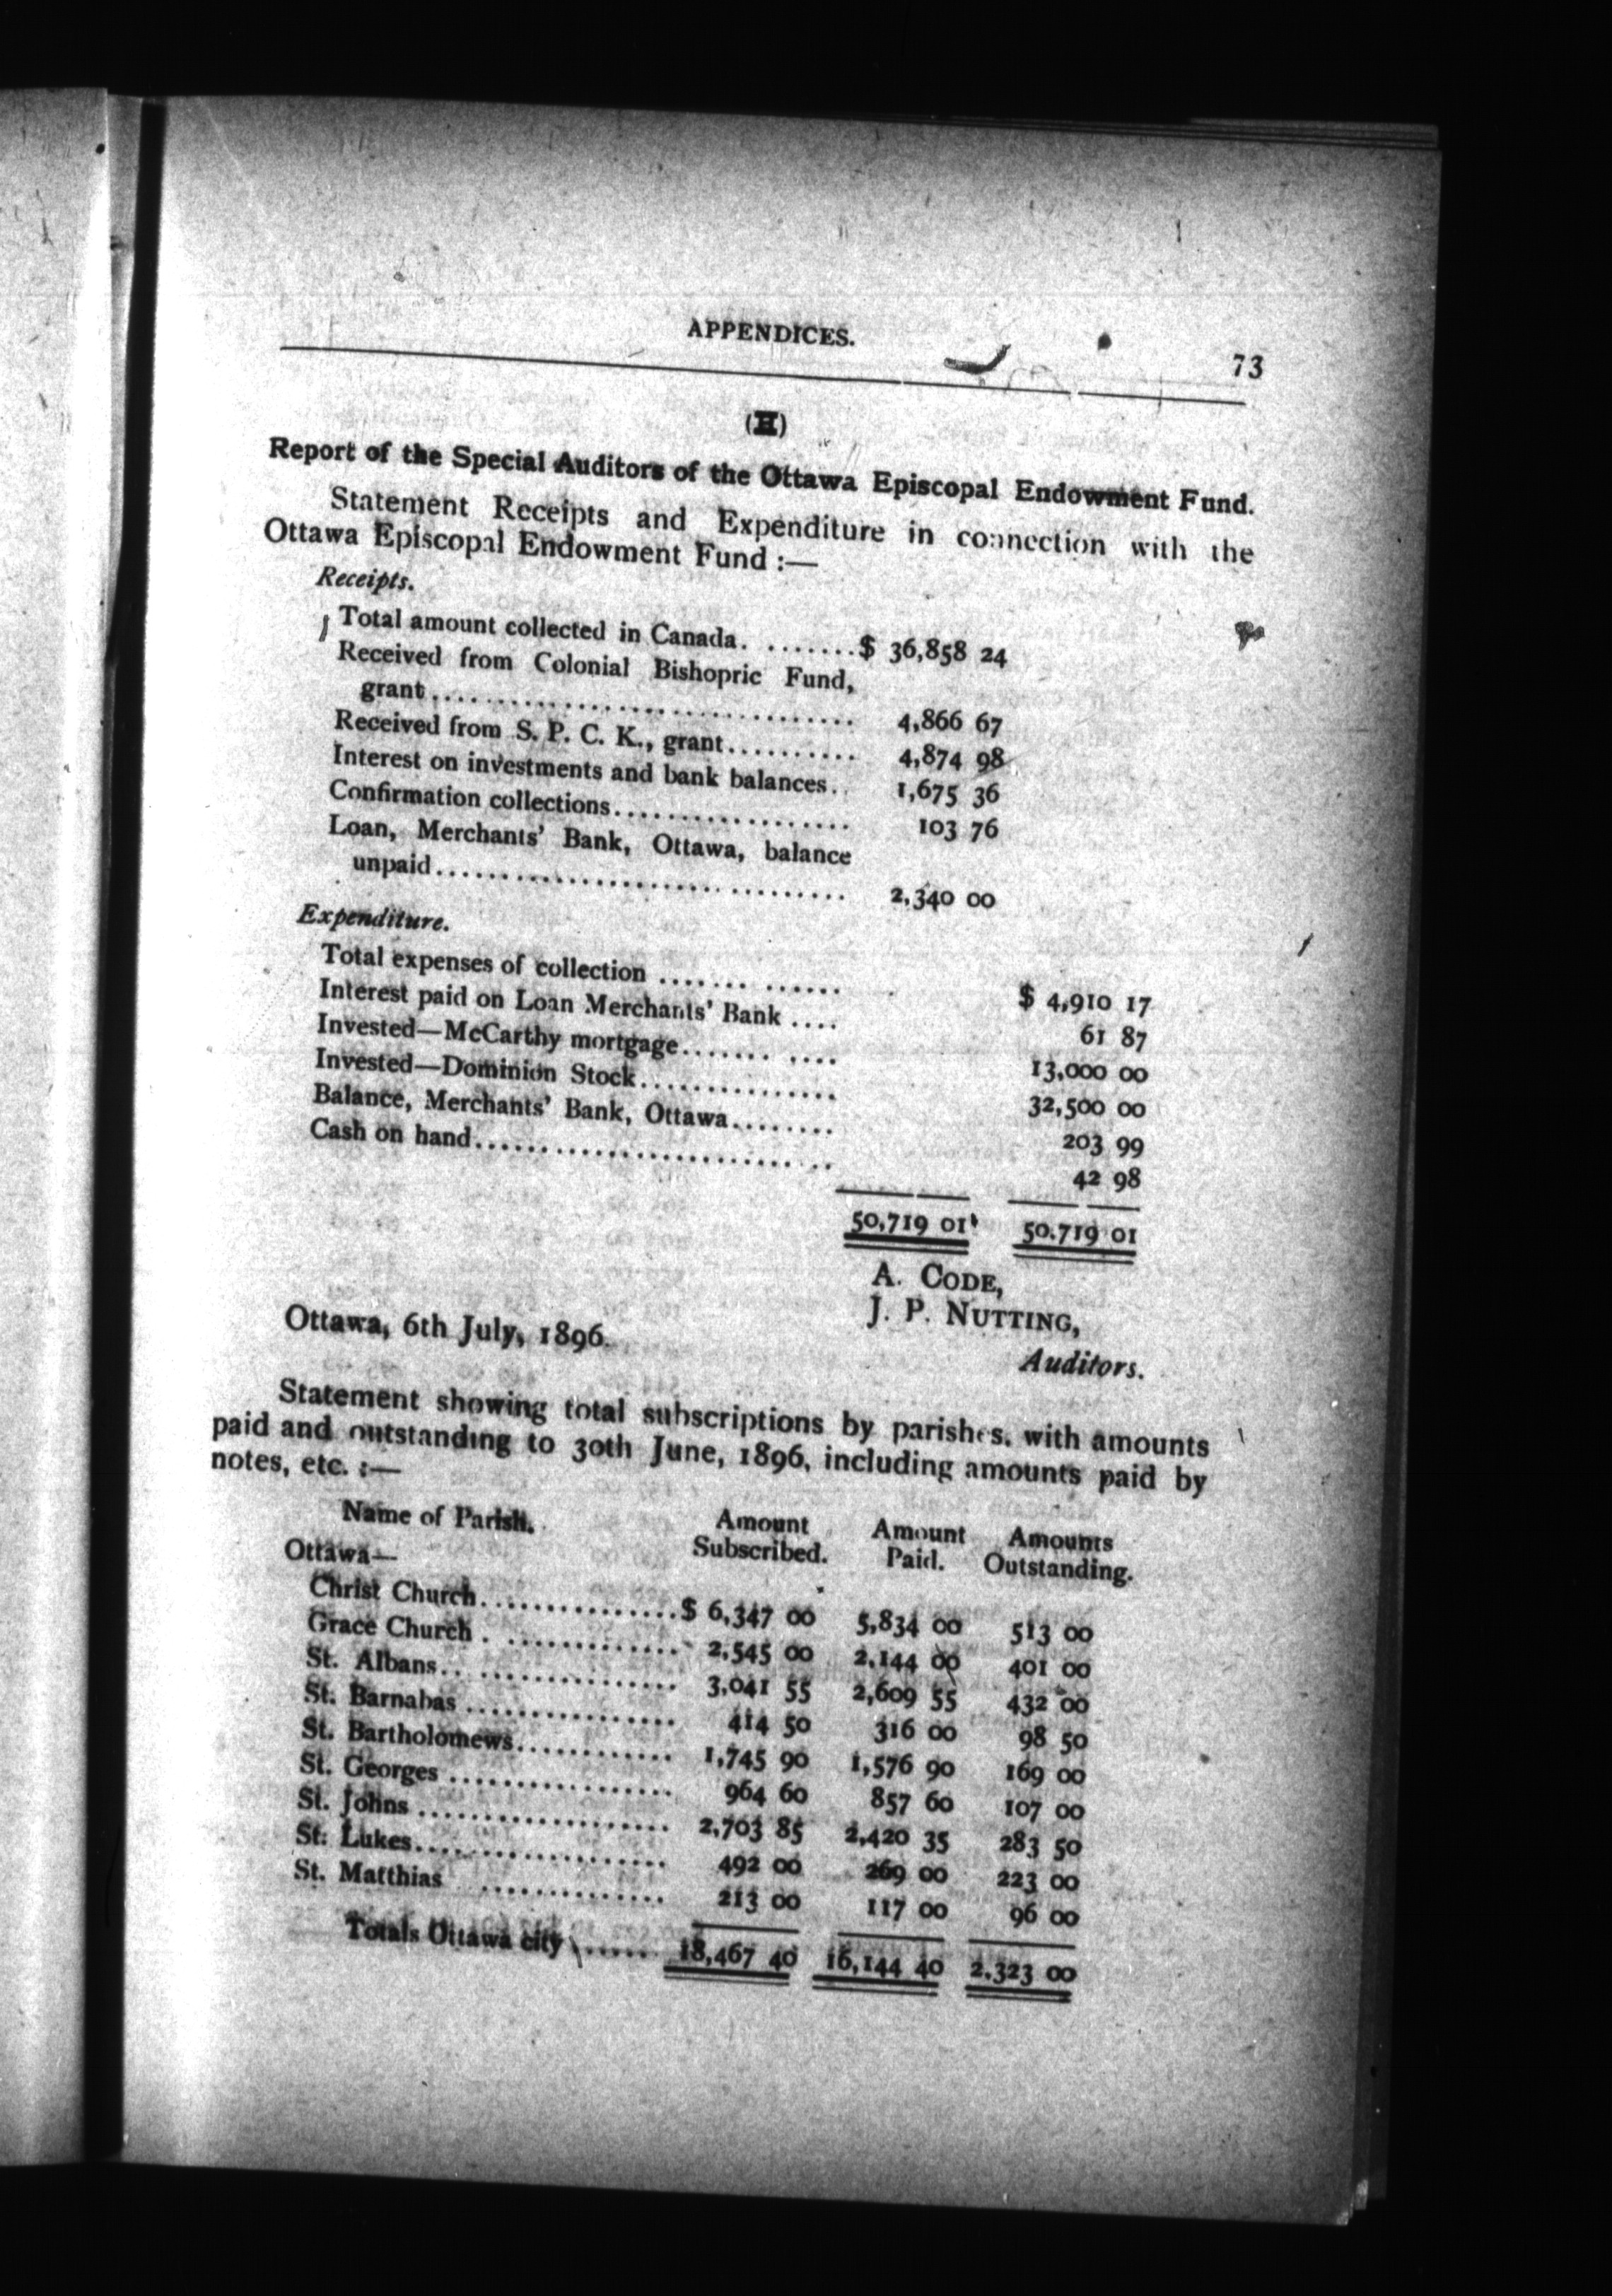 APPENDICES. 73
(H)
Report of the Special Auditors of the Ottawa Episcopal Endowment Fund.
Statement Receipts and Expenditure in connection with the
Ottawa Episcopal Endowment Fund :—
Receipts.
Total amount collected in Canada. .......$ 36,858 24
Received from Colonial Bishopric Fund,
grant................................ 4,866 67
Received from S. P. C. K., grant.......... 4,874 98
Interest on investments and bank balances.. 1,675 36
Confirmation collections.................. 103 76
Loan, Merchants' Bank, Ottawa, balance
unpaid............................... 2,340 00
Expenditure.
Total expenses of collection ....... ...... $ 4,910 17
Interest paid on Loan Merchants' Bank .... 61 87
Invested—McCarthy mortgage....... .... 13,000 00
Invested—Dominion Stock............... 32,500 00
Balance, Merchants' Bank, Ottawa........ 203 99
Cash on hand.......................... .. 42 98
50,719 01 50.719 01
A. CODE,
J. P. NUTTING,
Ottawa, 6th July, 1896.
Auditors.
Statement showing total subscriptions by parishes, with amounts
paid and outstanding to 30th June, 1896, including amounts paid by
notes, etc. :—
Name of Parish. Amount Subscribed. Amount Paid. Amounts Outstanding.
Ottawa—
Christ Church...............$ 6,347 00 5,834 00 513 00
Grace Church . ............. 2,545 00 2,144 00 401 00
St. Albans.. ............... 3,041 55 2,609 55 432 00
St. Barnabas ................ 414 50 316 00 98 50
St. Bartholomews............ 1,745 90 1,576 90 169 00
St. Georges ................. 964 60 857 60 107 00
St. Johns ................... 2,703 85 2,420 35 283 50
St. Lukes.................... 492 00 269 00 223 00
St. Matthias .............. 213 00 117 00 96 00
Totals Ottawa city ...... 18,467 40 16,144 40 2,323 00